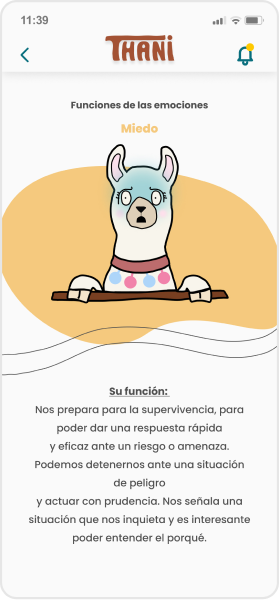 11:39
THANi
Funciones de las emociones
Miedo
Su función:
Nos prepara para la supervivencia, para
poder dar una respuesta rápida
y eficaz ante un riesgo o amenaza.
Podemos detenernos ante una situación
de peligro
y actuar con prudencia. Nos señala una
situación que nos inquieta y es interesante
poder entender el porqué.